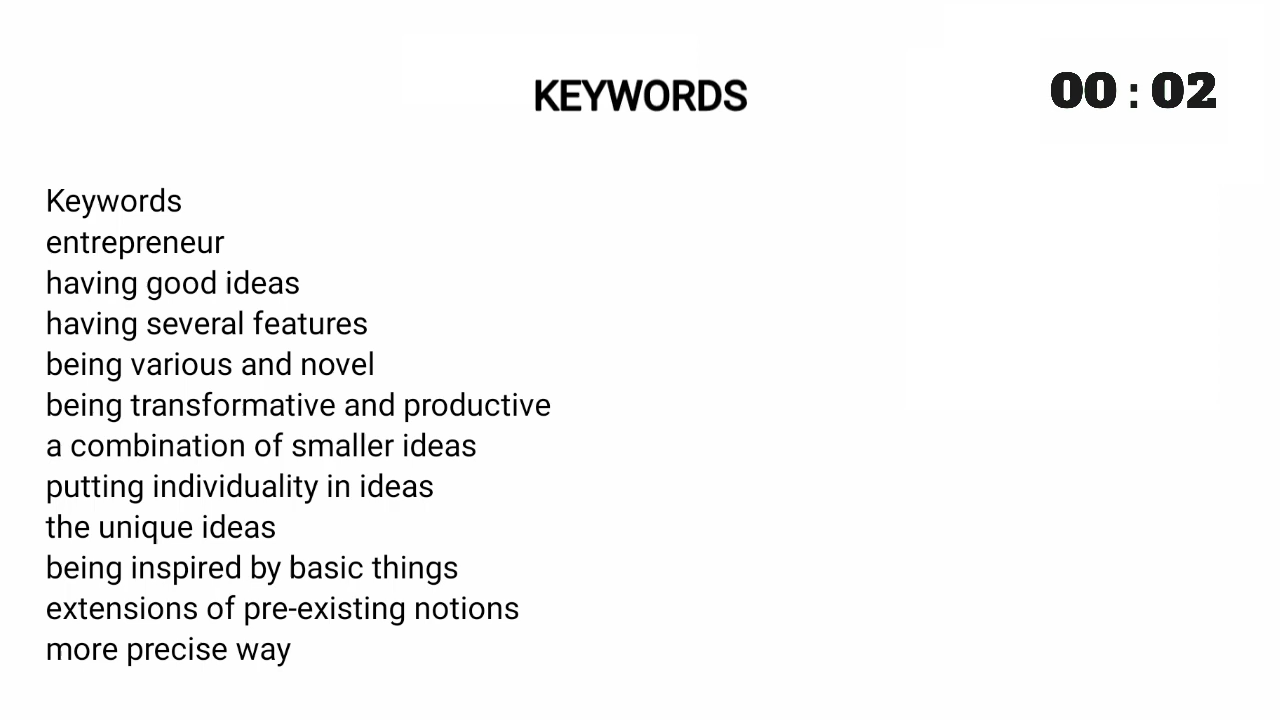 KEYWORDS
00 : 02
Keywords
entrepreneur
having good ideas
having several features
being various and novel
being transformative and productive
a combination of smaller ideas
putting individuality in ideas
the unique ideas
being inspired by basic things
extensions of pre-existing notions
more precise way